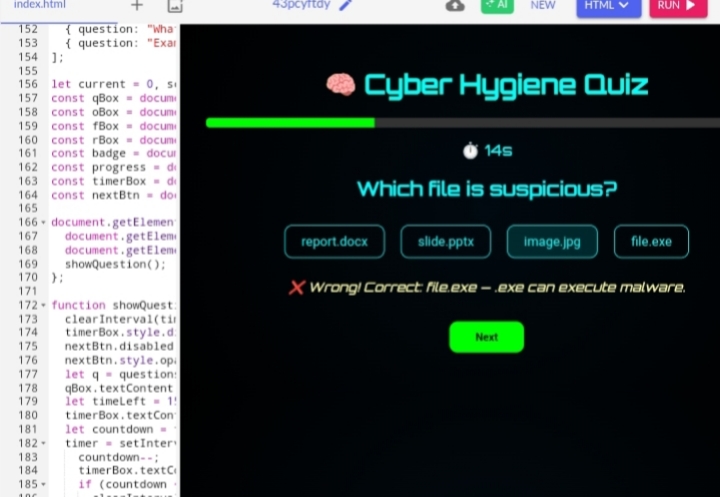 index.html
43pcyftdy
AI
NEW
HTML
RUN
152 { question: "Wha
153 { question: "Exa
154 ];
155
156 let current = 0, s
157 const qBox = docum
158 const oBox = docum
159 const fBox = docum
160 const rBox = docum
161 const badge = docu
162 const progress = d
163 const timerBox = d
164 const nextBtn = do
165
166 document.getElemen
167 document.getElem
168 document.getElem
169 showQuestion();
170 };
171
172 function showQuest
173 clearInterval(ti
174 timerBox.style.d
175 nextBtn.disabled
176 nextBtn.style.op
177 let q = question
178 qBox.textContent
179 let timeLeft = 1
180 timerBox.textCon
181 let countdown =
182 timer = setInter
183 countdown--;
184 timerBox.textC
185 if (countdown
Cyber Hygiene Quiz
14s
Which file is suspicious?
report.docx
slide.pptx
image.jpg
file.exe
❌ Wrong! Correct: file.exe – .exe can execute malware.
Next